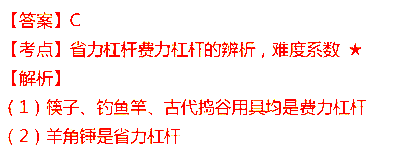 【答案】C
【考点】省力杠杆费力杠杆的辨析，难度系数 ★
【解析】
（1）筷子、钓鱼竿、古代捣谷用具均是费力杠杆
（2）羊角锤是省力杠杆